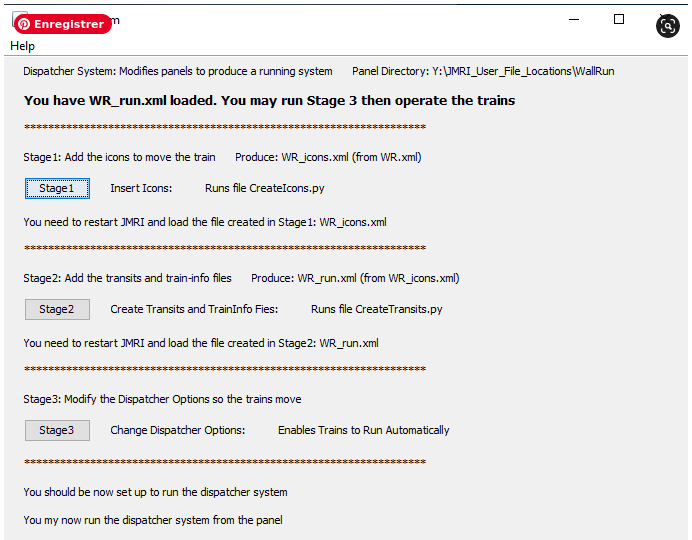 Enregistrer
Help
Dispatcher System: Modifies panels to produce a running system Panel Directory: Y:\JMRI_User_File_Locations\WallRun
You have WR_run.xml loaded. You may run Stage 3 then operate the trains
*******************************************************************
Stage1: Add the icons to move the train Produce: WR_icons.xml (from WR.xml)
Stage1 Insert Icons: Runs file CreateIcons.py
You need to restart JMRI and load the file created in Stage1: WR_icons.xml
*******************************************************************
Stage2: Add the transits and train-info files Produce: WR_run.xml (from WR_icons.xml)
Stage2 Create Transits and TrainInfo Fies: Runs file CreateTransits.py
You need to restart JMRI and load the file created in Stage2: WR_run.xml
*******************************************************************
Stage3: Modify the Dispatcher Options so the trains move
Stage3 Change Dispatcher Options: Enables Trains to Run Automatically
*******************************************************************
You should be now set up to run the dispatcher system
You my now run the dispatcher system from the panel